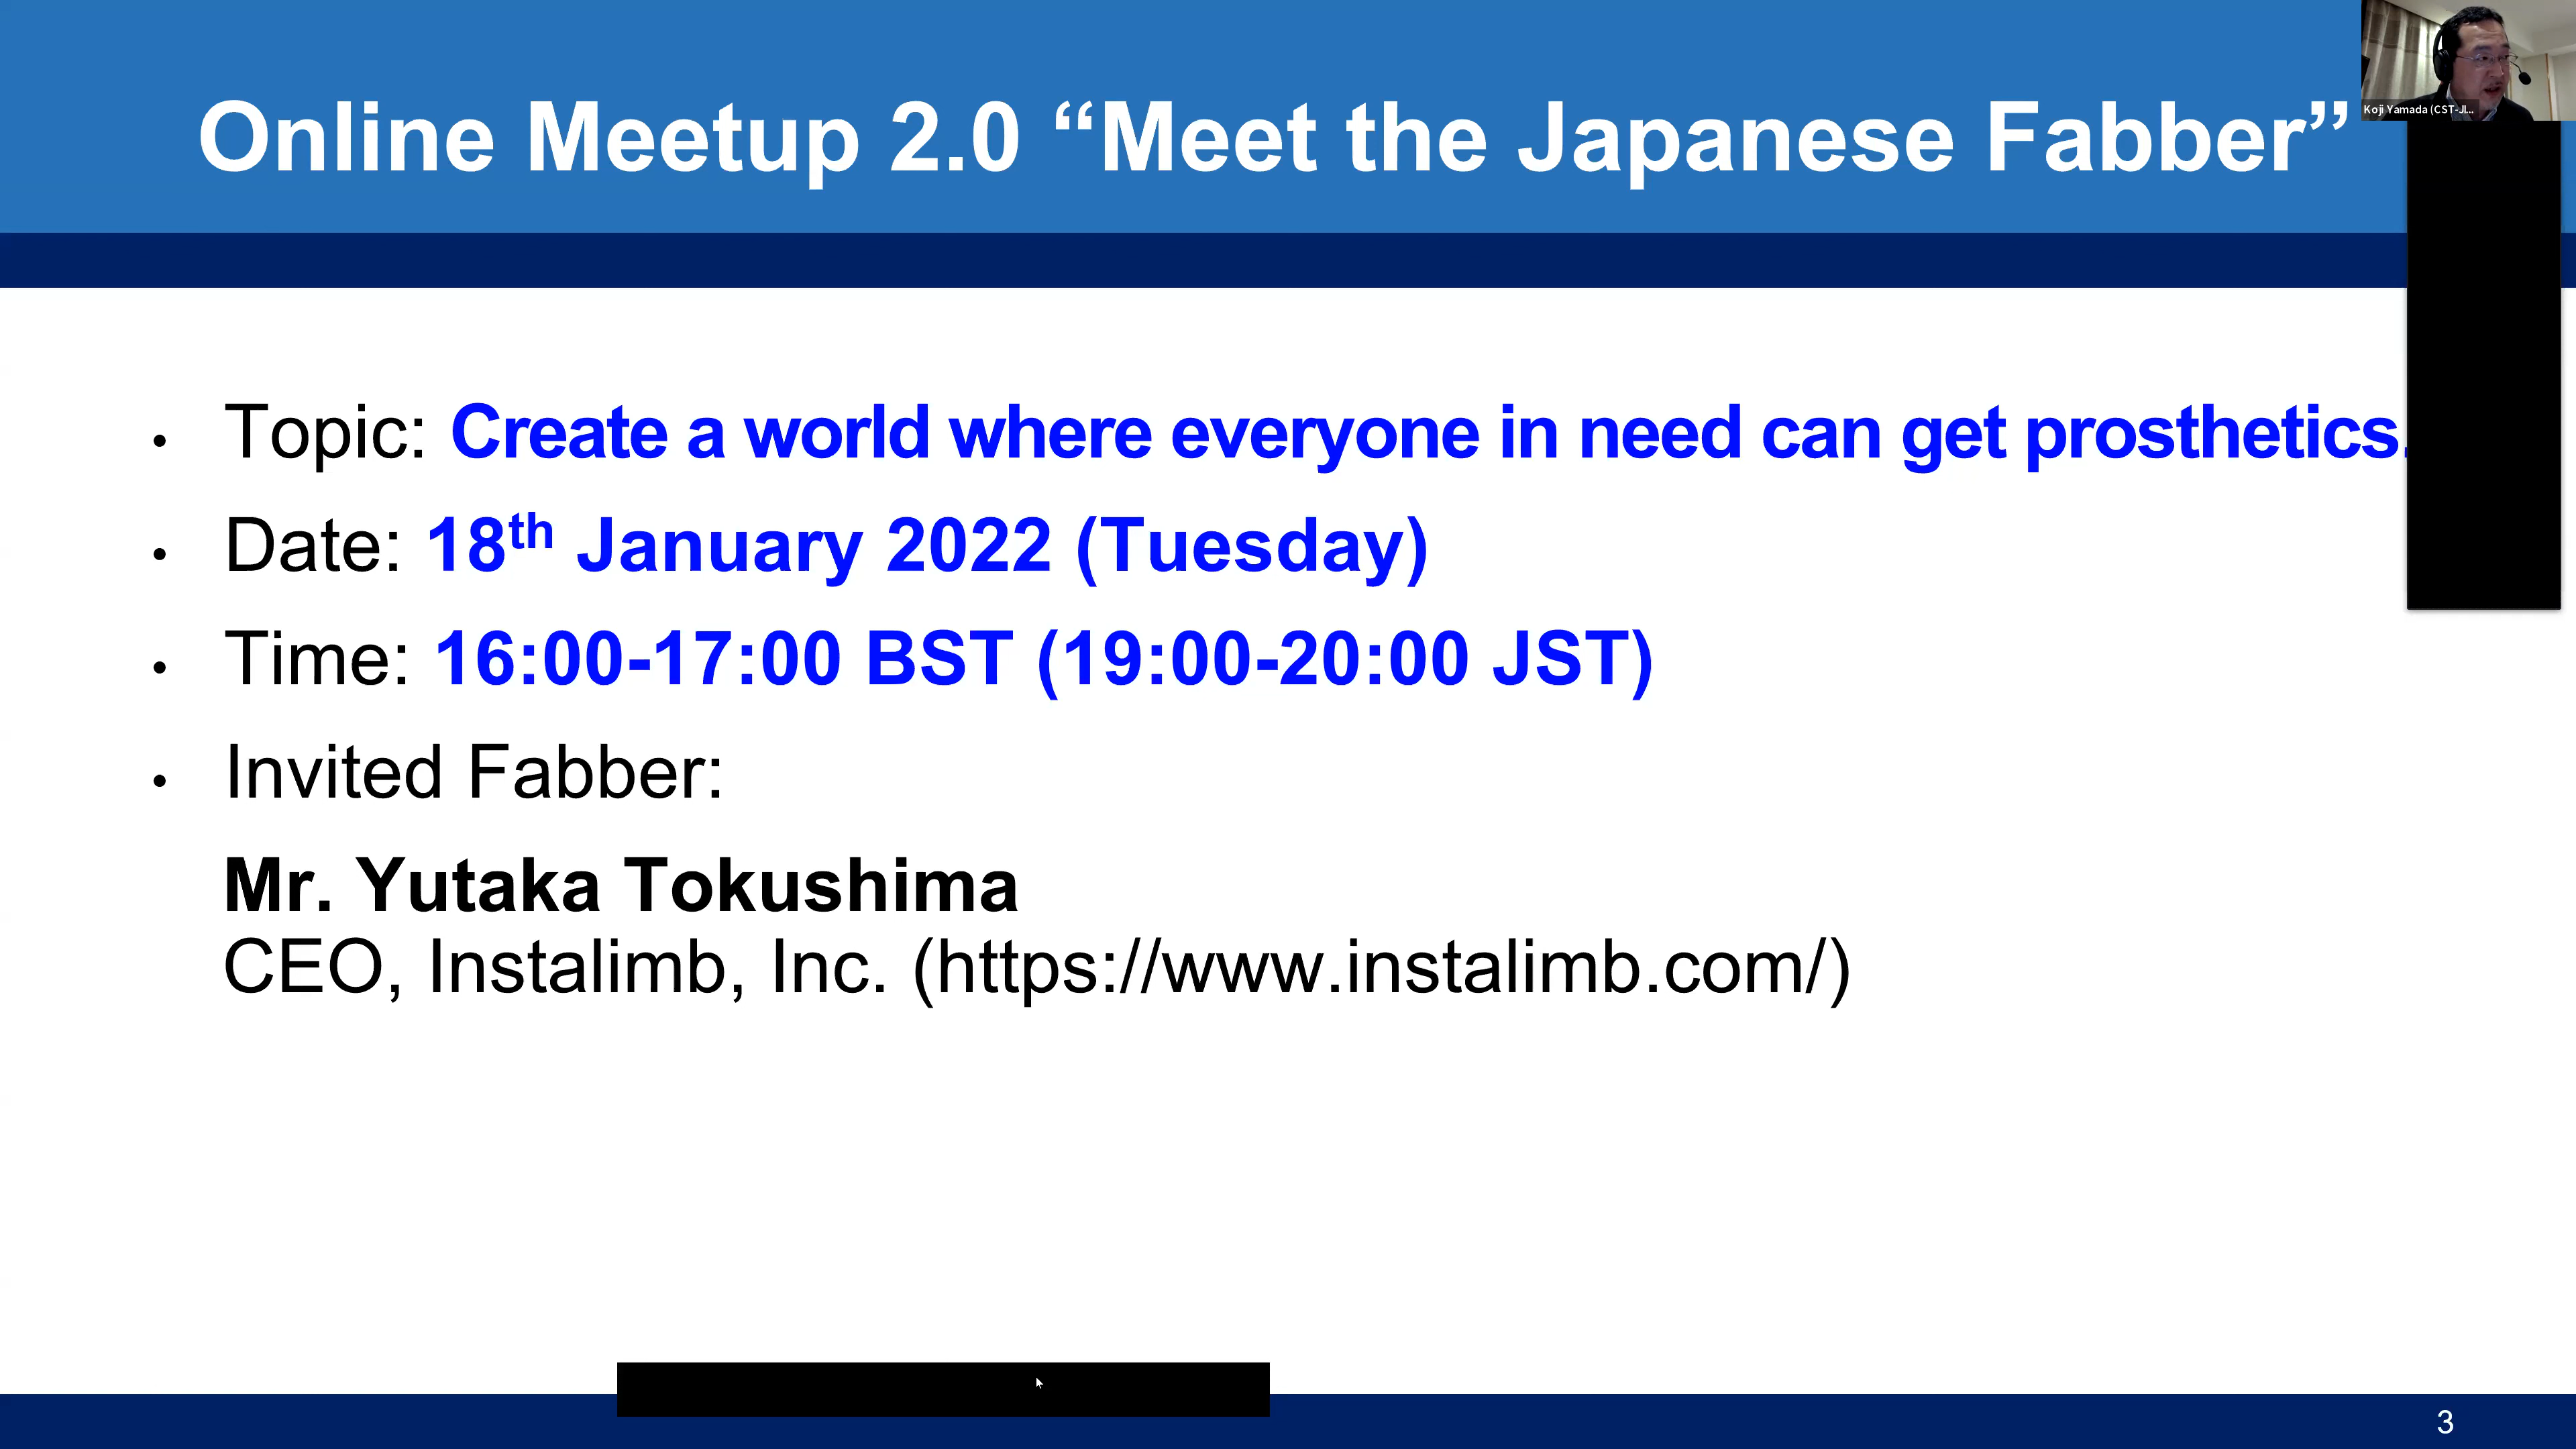 Online Meetup 2.0 “Meet the Japanese Fabber”
Koji Yamada (CST-JI...
• Topic: Create a world where everyone in need can get prosthetics.
• Date: 18th January 2022 (Tuesday)
• Time: 16:00-17:00 BST (19:00-20:00 JST)
• Invited Fabber:
Mr. Yutaka Tokushima
CEO, Instalimb, Inc. (https://www.instalimb.com/)
3